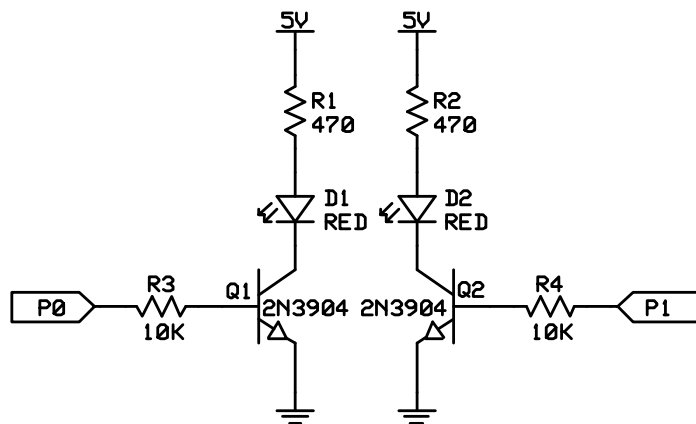 5V
5V
R1
470
R2
470
D1
RED
D2
RED
R3
10K
Q1
2N3904
2N3904
Q2
R4
10K
P0
P1